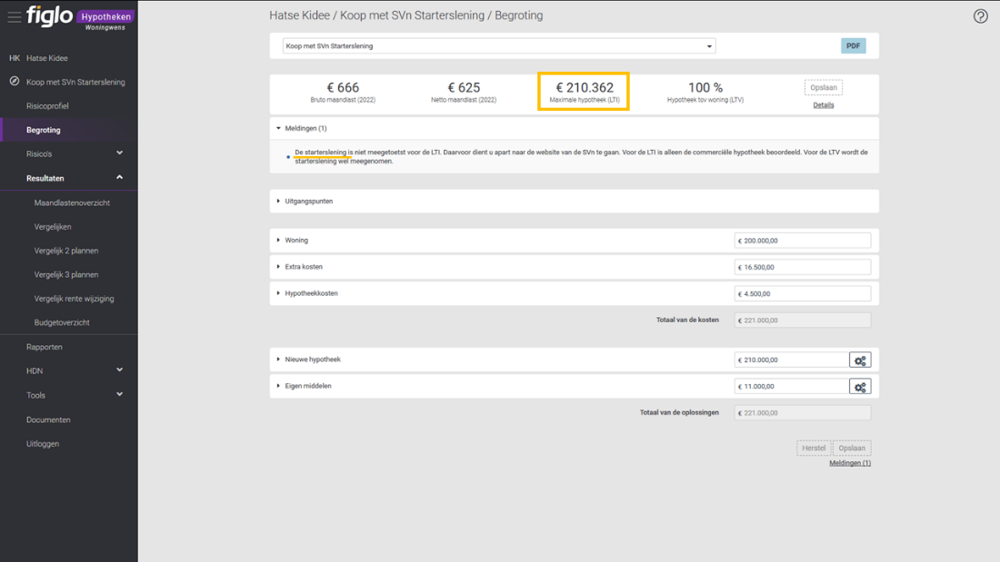 figlo Hypotheken
Woningwens
HK Hatse Kidee
Koop met SVn Starterslening
Risicoprofiel
Begroting
Risico's
Resultaten
Maandlastenoverzicht
Vergelijken
Vergelijk 2 plannen
Vergelijk 3 plannen
Vergelijk rente wijziging
Budgetoverzicht
Rapporten
HDN
Tools
Documenten
Uitloggen
Hatse Kidee / Koop met SVn Starterslening / Begroting
?
Koop met SVn Starterslening
PDF
€ 666
Bruto maandlast (2022)
€ 625
Netto maandlast (2022)
€ 210.362
Maximale hypotheek (LTI)
100 %
Hypotheek tov woning (LTV)
Opslaan
Details
Meldingen (1)
De starterslening is niet meegetoetst voor de LTI. Daarvoor dient u apart naar de website van de SVn te gaan. Voor de LTI is alleen de commerciële hypotheek beoordeeld. Voor de LTV wordt de
starterslening wel meegenomen.
Uitgangspunten
Woning € 200.000,00
Extra kosten € 16.500,00
Hypotheekkosten € 4.500,00
Totaal van de kosten € 221.000,00
Nieuwe hypotheek € 210.000,00
Eigen middelen € 11.000,00
Totaal van de oplossingen € 221.000,00
Herstel Opslaan
Meldingen (1)